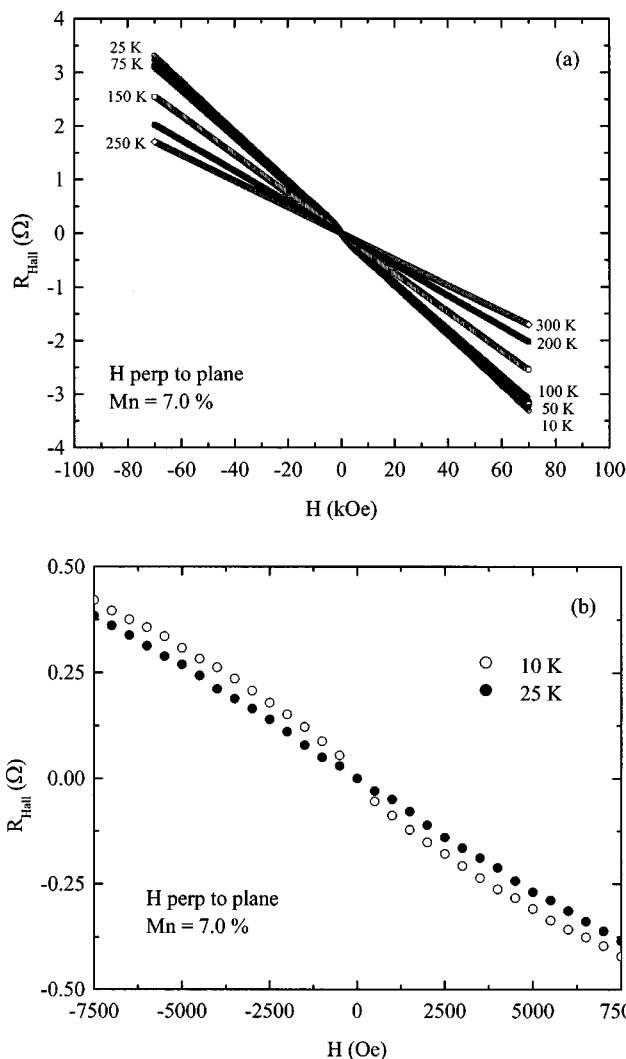 4
25 K
75 K
(a)
3
150 K
2
250 K
1
0
R_Hall (Ω)
-1
300 K
200 K
-2
H perp to plane
100 K
-3
Mn = 7.0 %
50 K
10 K
-4
-100 -80 -60 -40 -20 0 20 40 60 80 100
H (kOe)
0.50
(b)
10 K
25 K
0.25
0.00
R_Hall (Ω)
-0.25
H perp to plane
Mn = 7.0 %
-0.50
-7500 -5000 -2500 0 2500 5000 750
H (Oe)